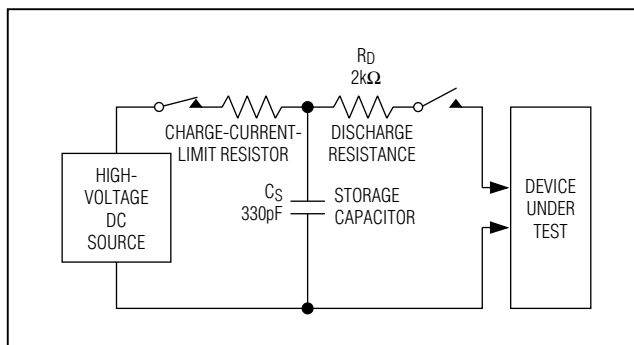 RD
2kΩ
CHARGE-CURRENT-
LIMIT RESISTOR
DISCHARGE
RESISTANCE
HIGH-
VOLTAGE
DC
SOURCE
CS
330pF
STORAGE
CAPACITOR
DEVICE
UNDER
TEST